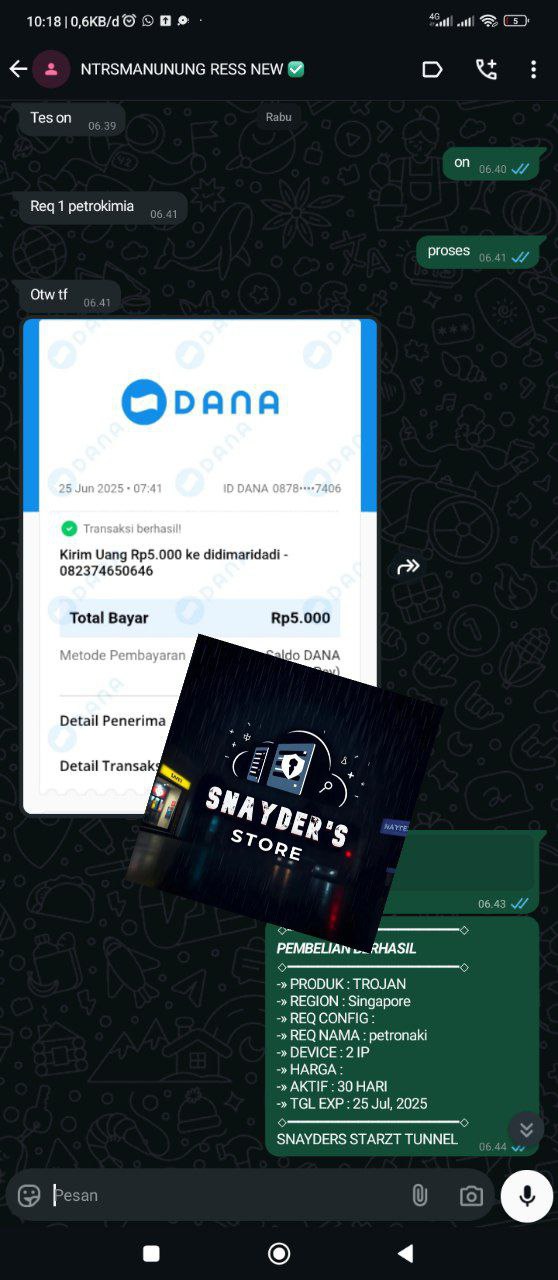 10:18 | 0,6KB/d
4G
5
NTRSMANUNUNG RESS NEW
Tes on 06.39
Rabu
on 06.40
Req 1 petrokimia 06.41
proses 06.41
Otw tf 06.41
DANA
25 Jun 2025 • 07:41 ID DANA 0878••••7406
Transaksi berhasil!
Kirim Uang Rp5.000 ke didimaridadi -
082374650646
Total Bayar Rp5.000
Metode Pembayaran Saldo DANA
Detail Penerima
Detail Transaks
SNAYDER'S
STORE
06.43
PEMBELIAN BERHASIL
-» PRODUK : TROJAN
-» REGION : Singapore
-» REQ CONFIG :
-» REQ NAMA : petronaki
-» DEVICE : 2 IP
-» HARGA :
-» AKTIF : 30 HARI
-» TGL EXP : 25 Jul, 2025
SNAYDERS STARZT TUNNEL 06.44
Pesan